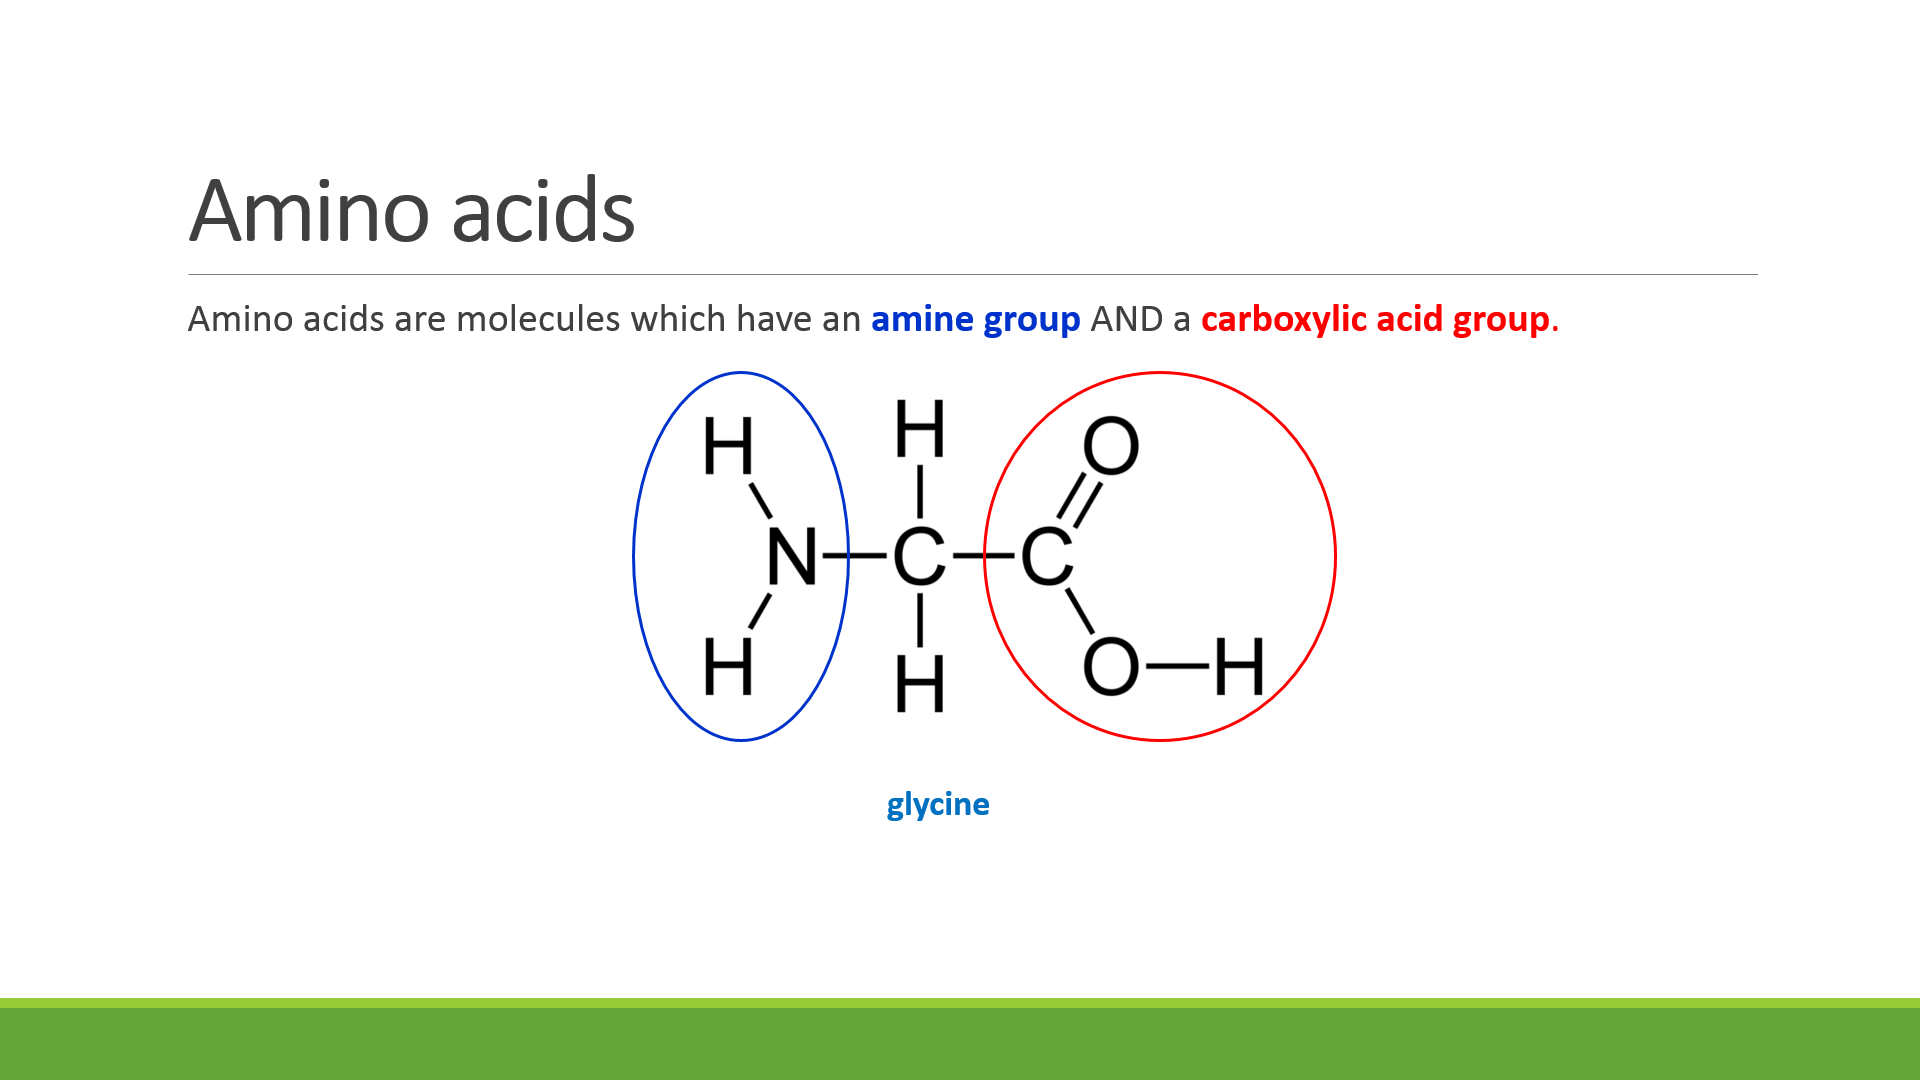 Amino acids
Amino acids are molecules which have an amine group AND a carboxylic acid group.
H H O
N C C
H H O H
glycine